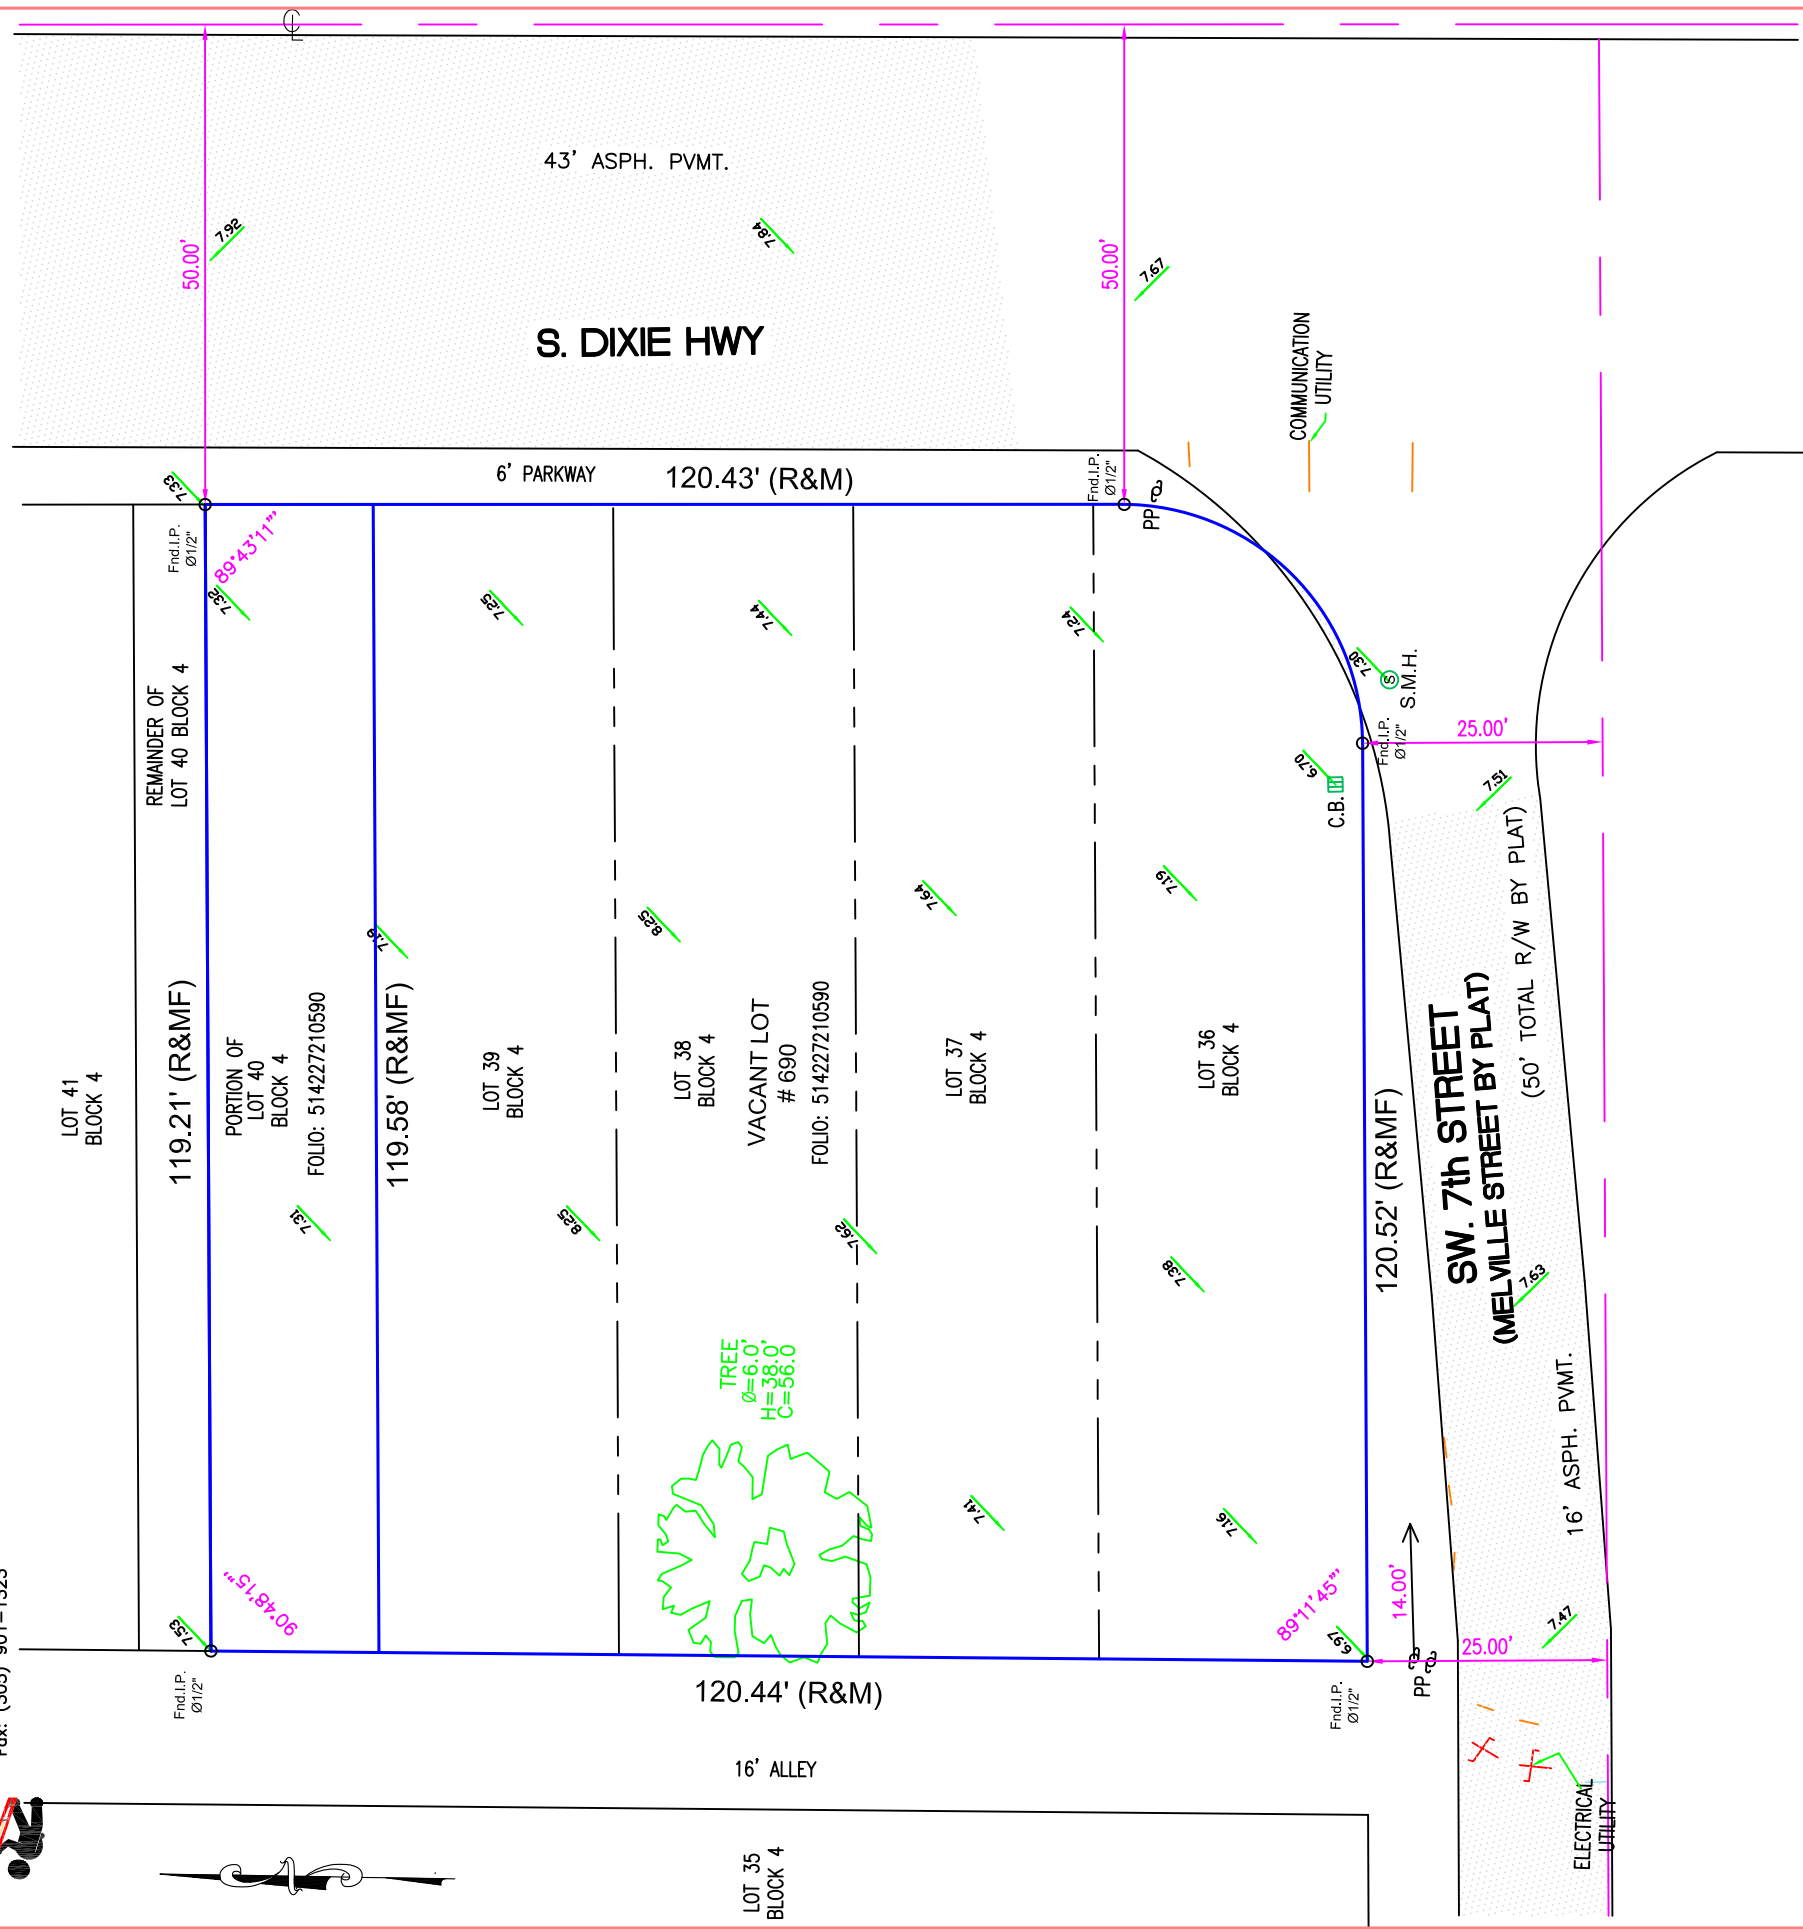 43' ASPH. PVMT.
50.00'
7.92
7.84
50.00'
7.67
S. DIXIE HWY
COMMUNICATION
UTILITY
6' PARKWAY
120.43' (R&M)
7.33
Fnd.I.P.
Ø1/2"
89°43'11"'
7.32
Fnd.I.P.
Ø1/2"
PP
7.25
7.44
7.24
7.30
S
S.M.H.
REMAINDER OF
LOT 40 BLOCK 4
Fnd.I.P.
Ø1/2"
25.00'
6.70
C.B.
7.51
7.19
8.25
7.64
7.19
LOT 41
BLOCK 4
119.21' (R&MF)
PORTION OF
LOT 40
BLOCK 4
FOLIO: 514227210590
119.58' (R&MF)
LOT 39
BLOCK 4
LOT 38
BLOCK 4
VACANT LOT
# 690
FOLIO: 514227210590
LOT 37
BLOCK 4
LOT 36
BLOCK 4
120.52' (R&MF)
SW. 7th STREET
(MELVILLE STREET BY PLAT)
(50' TOTAL R/W BY PLAT)
7.31
8.25
7.62
7.38
7.63
TREE
Ø=6.0'
H=38.0'
C=56.0
16' ASPH. PVMT.
7.41
7.16
90°48'15"'
7.53
Fnd.I.P.
Ø1/2"
120.44' (R&M)
89°11'45"'
6.97
Fnd.I.P.
Ø1/2"
14.00'
PP
25.00'
7.47
16' ALLEY
ELECTRICAL
UTILITY
LOT 35
BLOCK 4